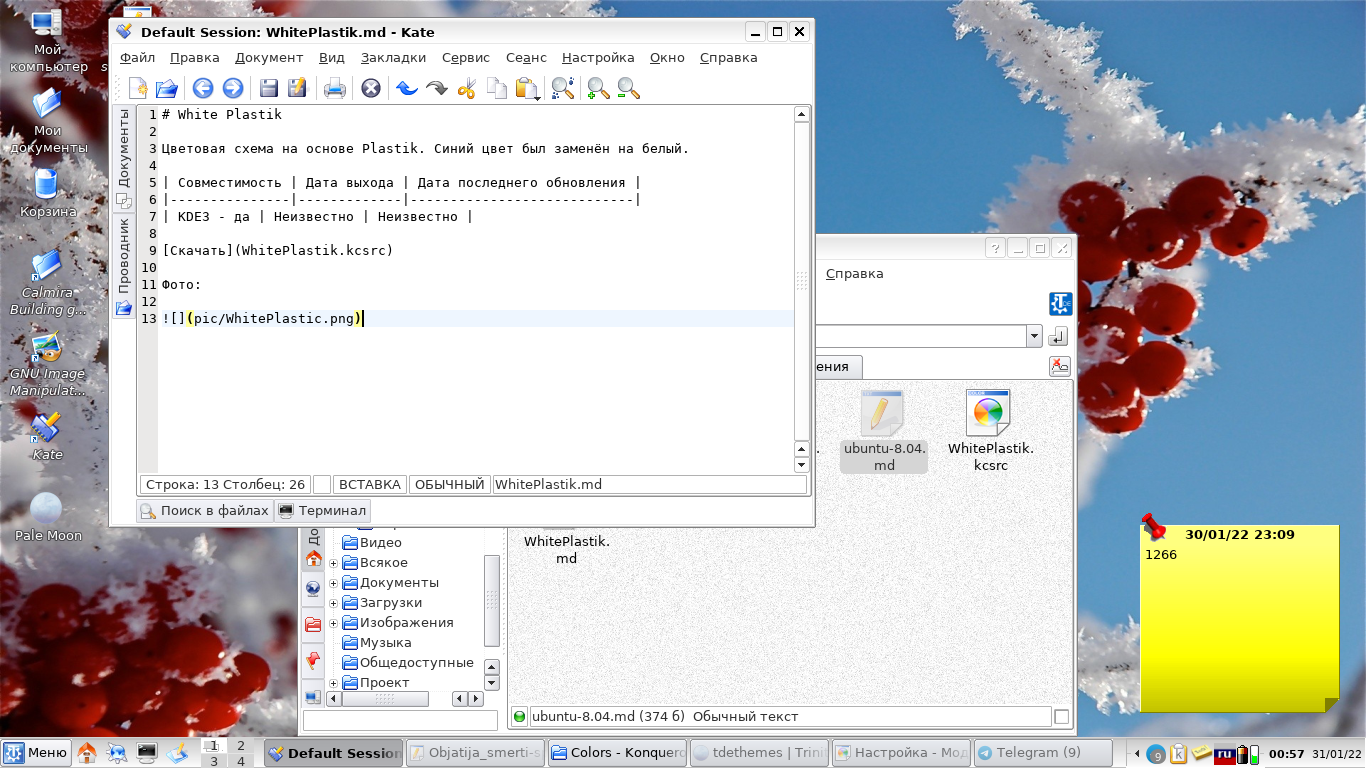 Мой
компьютер
Мои
документы
Корзина
Calmira
Building g...
GNU Image
Manipulat...
Kate
Pale Moon
Default Session: WhitePlastik.md - Kate
Файл Правка Документ Вид Закладки Сервис Сеанс Настройка Окно Справка
Документы
Проводник
1 # White Plastik
2
3 Цветовая схема на основе Plastik. Синий цвет был заменён на белый.
4
5 | Совместимость | Дата выхода | Дата последнего обновления |
6 |---------------|-------------|----------------------------|
7 | KDE3 - да | Неизвестно | Неизвестно |
8
9 [Скачать](WhitePlastik.kcsrc)
10
11 Фото:
12
13 ![](pic/WhitePlastic.png)
Строка: 13 Столбец: 26 ВСТАВКА ОБЫЧНЫЙ WhitePlastik.md
Поиск в файлах Терминал
Справка
ения
ubuntu-8.04.
md
WhitePlastik.
kcsrc
WhitePlastik.
md
До
Видео
Всякое
Документы
Загрузки
Изображения
Музыка
Общедоступные
Проект
ubuntu-8.04.md (374 б) Обычный текст
30/01/22 23:09
1266
Меню
1 2
3 4
Default Session
Objatija_smerti-s
Colors - Konquero
tdethemes | Trini
Настройка - Мод
Telegram (9)
9
ru
00:57 31/01/22